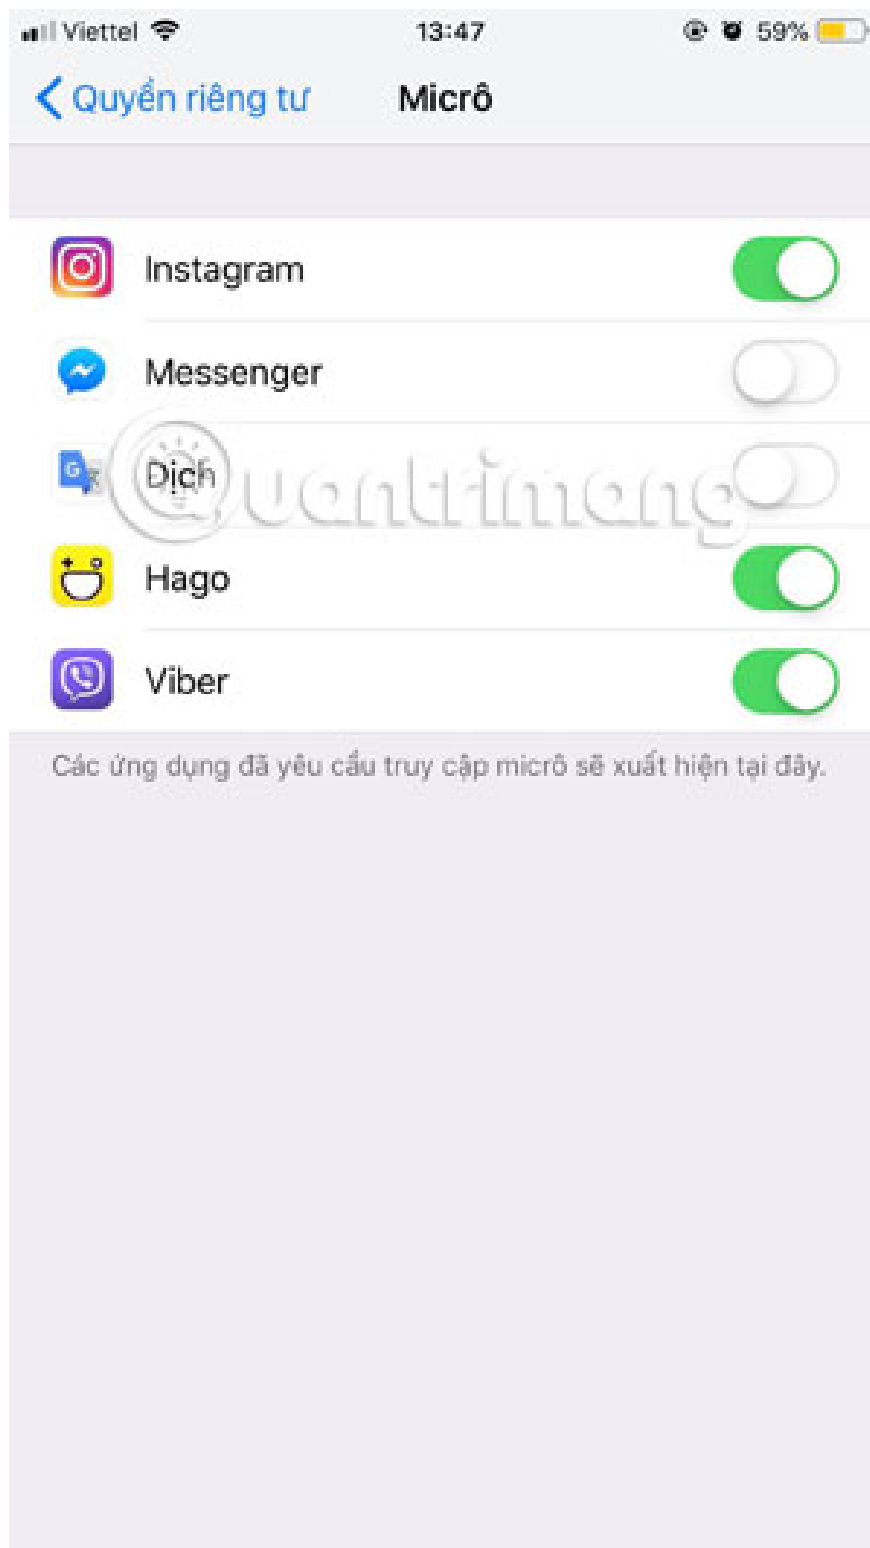 Viettel 13:47 59%
Quyền riêng tư Micrô
Instagram
Messenger
Dịch
Quantrimang
Hago
Viber
Các ứng dụng đã yêu cầu truy cập micrô sẽ xuất hiện tại đây.